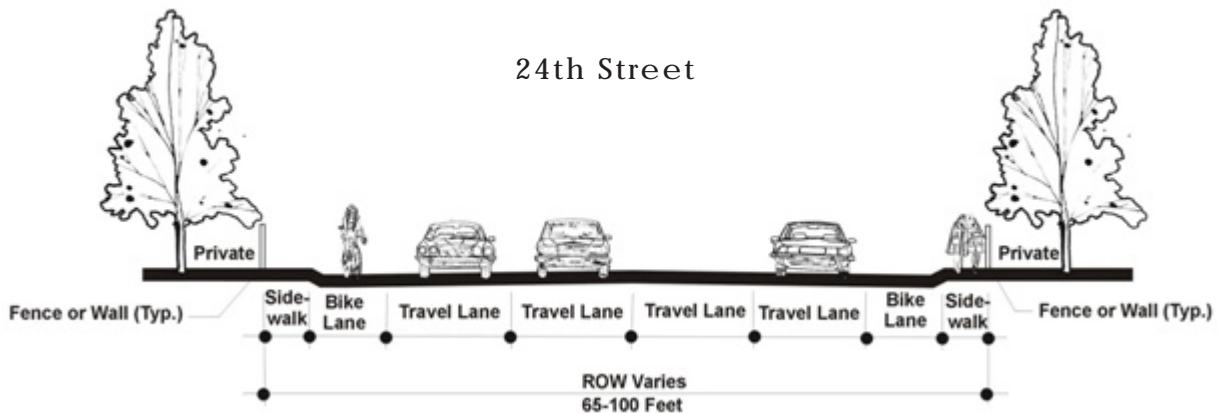 24th Street
Private
Private
Fence or Wall (Typ.)
Side-
walk
Bike
Lane
Travel Lane
Travel Lane
Travel Lane
Travel Lane
Bike
Lane
Side-
walk
Fence or Wall (Typ.)
ROW Varies
65-100 Feet